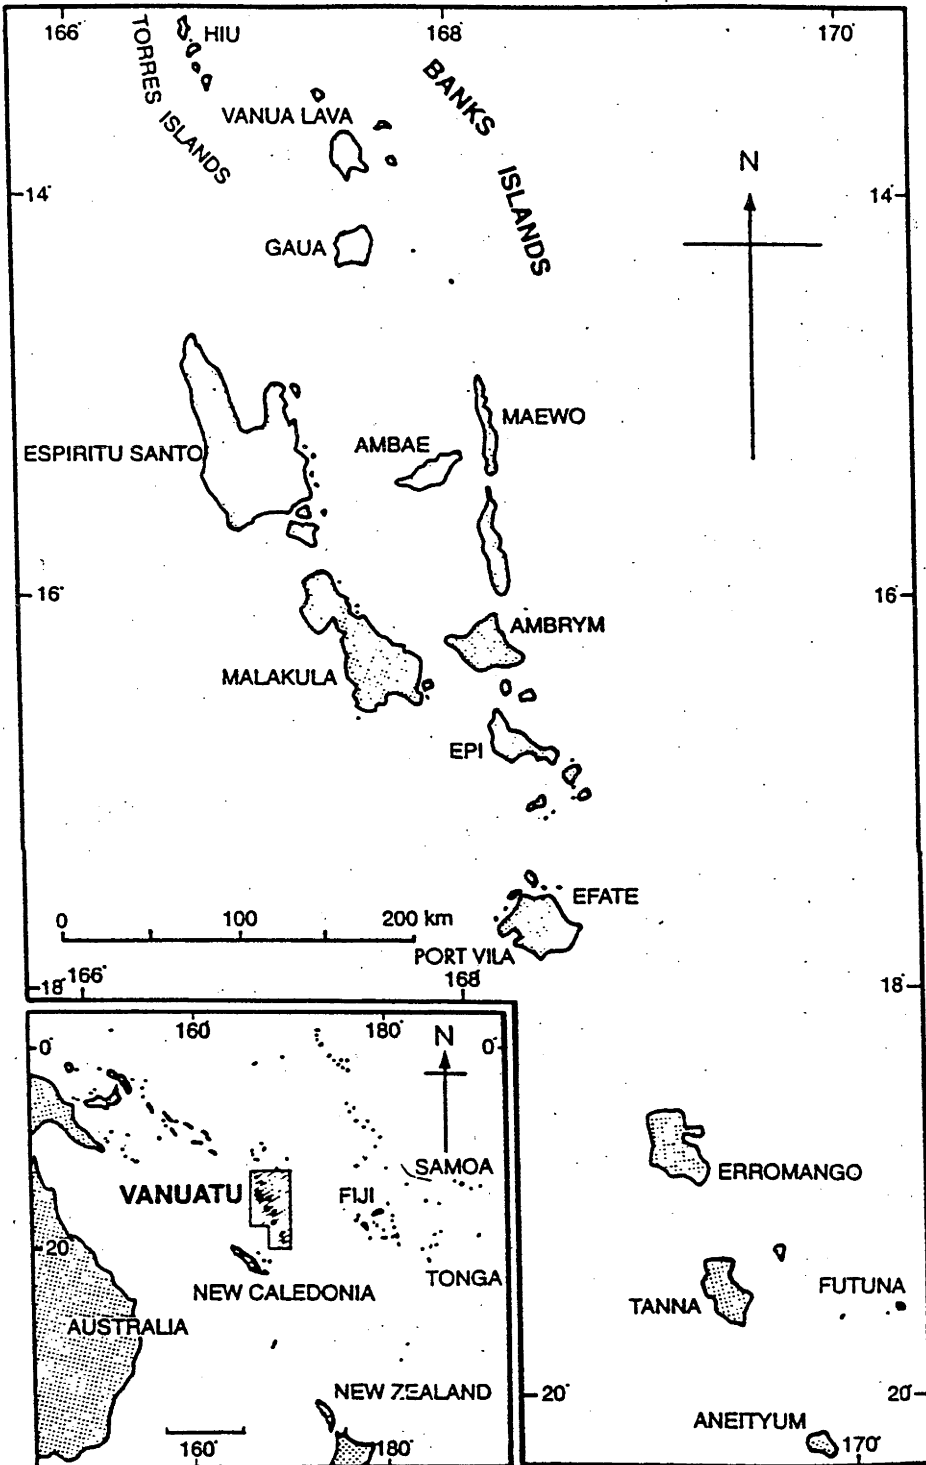 166°
168°
170°
HIU
TORRES ISLANDS
BANKS ISLANDS
VANUA LAVA
N
14°
14°
GAUA
MAEWO
AMBAE
ESPIRITU SANTO
16°
16°
AMBRYM
MALAKULA
EPI
EFATE
0 100 200 km
PORT VILA
18°
166°
168°
18°
160°
180°
N
0°
0°
SAMOA
VANUATU
FIJI
ERROMANGO
20°
TONGA
NEW CALEDONIA
FUTUNA
TANNA
AUSTRALIA
NEW ZEALAND
20°
20°
ANEITYUM
160°
180°
170°